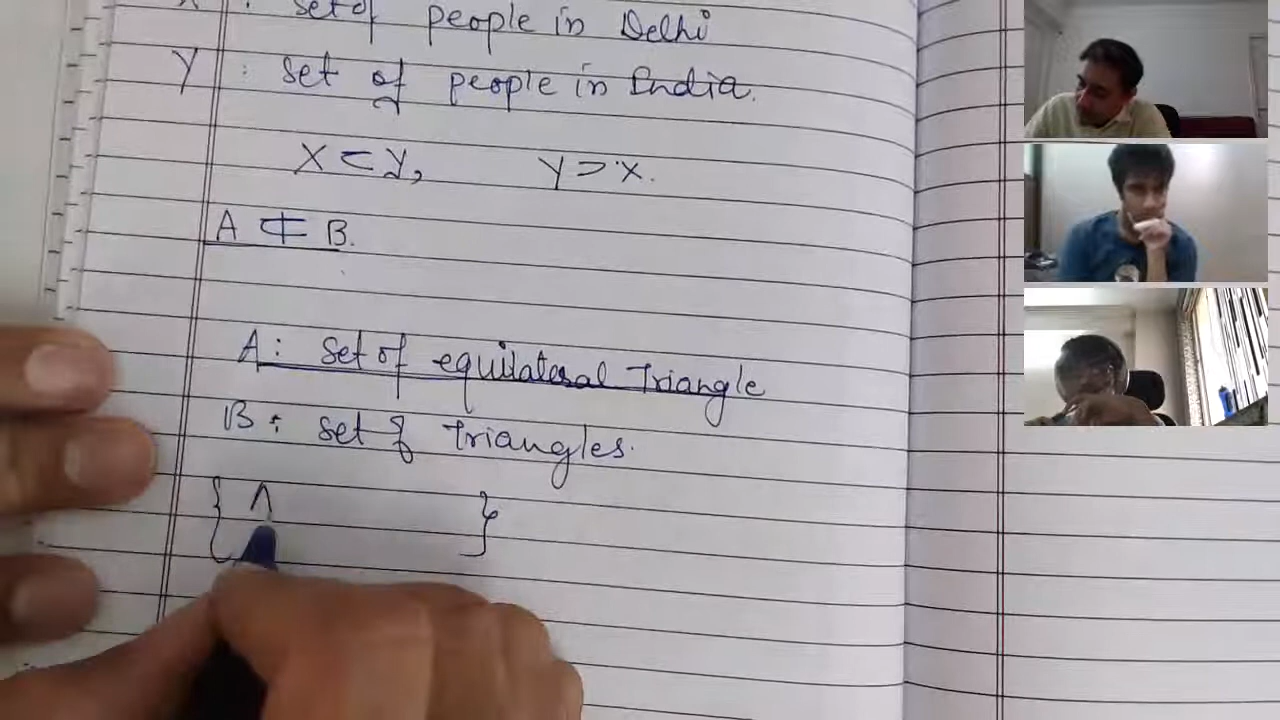 : set of people in Delhi
Y : set of people in India.
X ⊂ Y, Y ⊃ X.
A ⊄ B.
A : set of equilateral Triangle
B : set of Triangles.
{ Λ }